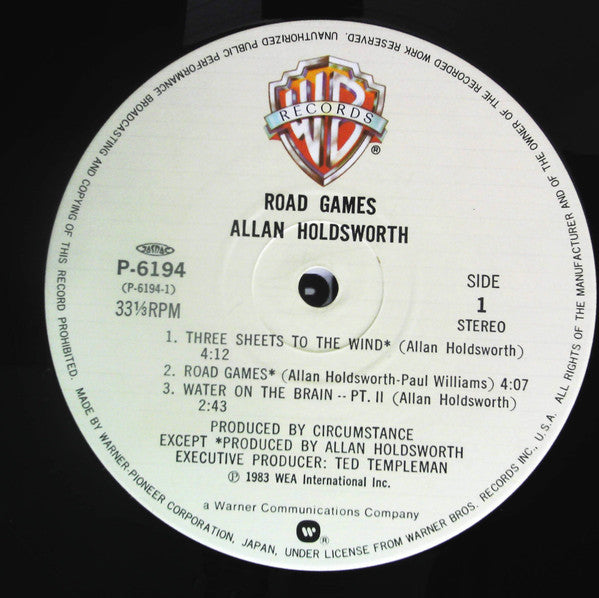 WB
RECORDS
®
ROAD GAMES
ALLAN HOLDSWORTH
JASRAC
P-6194
(P-6194-1)
33⅓RPM
SIDE
1
STEREO
1. THREE SHEETS TO THE WIND* (Allan Holdsworth)
4:12
2. ROAD GAMES* (Allan Holdsworth-Paul Williams) 4:07
3. WATER ON THE BRAIN -- PT. II (Allan Holdsworth)
2:43
PRODUCED BY CIRCUMSTANCE
EXCEPT *PRODUCED BY ALLAN HOLDSWORTH
EXECUTIVE PRODUCER: TED TEMPLEMAN
℗ 1983 WEA International Inc.
a Warner Communications Company
W®
MADE BY WARNER-PIONEER CORPORATION, JAPAN, UNDER LICENSE FROM WARNER BROS. RECORDS INC., U.S.A. ALL RIGHTS OF THE MANUFACTURER AND OF THE OWNER OF THE RECORDED WORK RESERVED. UNAUTHORIZED PUBLIC PERFORMANCE BROADCASTING AND COPYING OF THIS RECORD PROHIBITED.